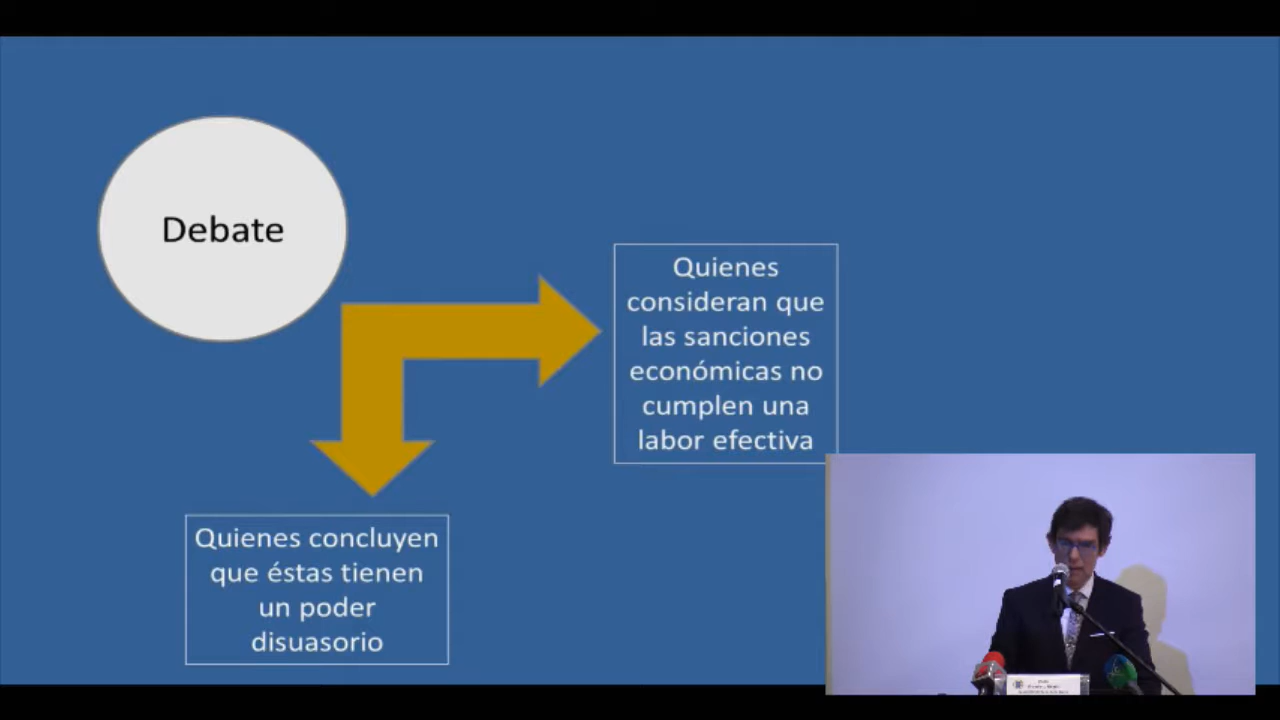 Debate
Quienes
consideran que
las sanciones
económicas no
cumplen una
labor efectiva
Quienes concluyen
que éstas tienen
un poder
disuasorio